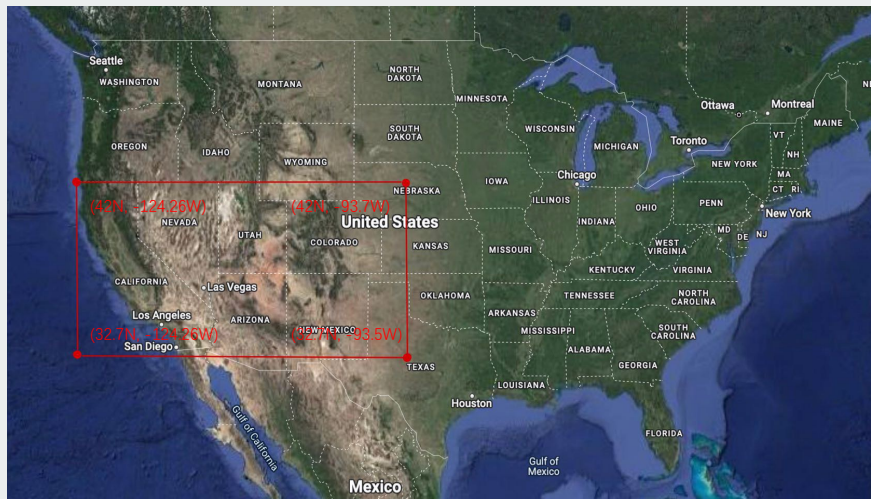 Seattle
WASHINGTON
MONTANA
NORTH
DAKOTA
MINNESOTA
Ottawa
Montreal
MAINE
OREGON
IDAHO
SOUTH
DAKOTA
WISCONSIN
MICHIGAN
Toronto
VT
NH
WYOMING
NEW YORK
MA
CT RI
NEBRASKA
IOWA
Chicago
ILLINOIS
INDIANA
OHIO
PENN
New York
(42N, -124.26W)
(42N, -93.7W)
NEVADA
UTAH
COLORADO
United States
KANSAS
MISSOURI
WEST
VIRGINIA
MD
DE
NJ
KENTUCKY
VIRGINIA
CALIFORNIA
Las Vegas
OKLAHOMA
TENNESSEE
NORTH
CAROLINA
Los Angeles
ARIZONA
NEW MEXICO
ARKANSAS
MISSISSIPPI
SOUTH
CAROLINA
(32.7N, -124.26W)
(32.7N, -93.5W)
San Diego
ALABAMA
GEORGIA
TEXAS
LOUISIANA
Houston
FLORIDA
Gulf of California
Gulf of
Mexico
Mexico